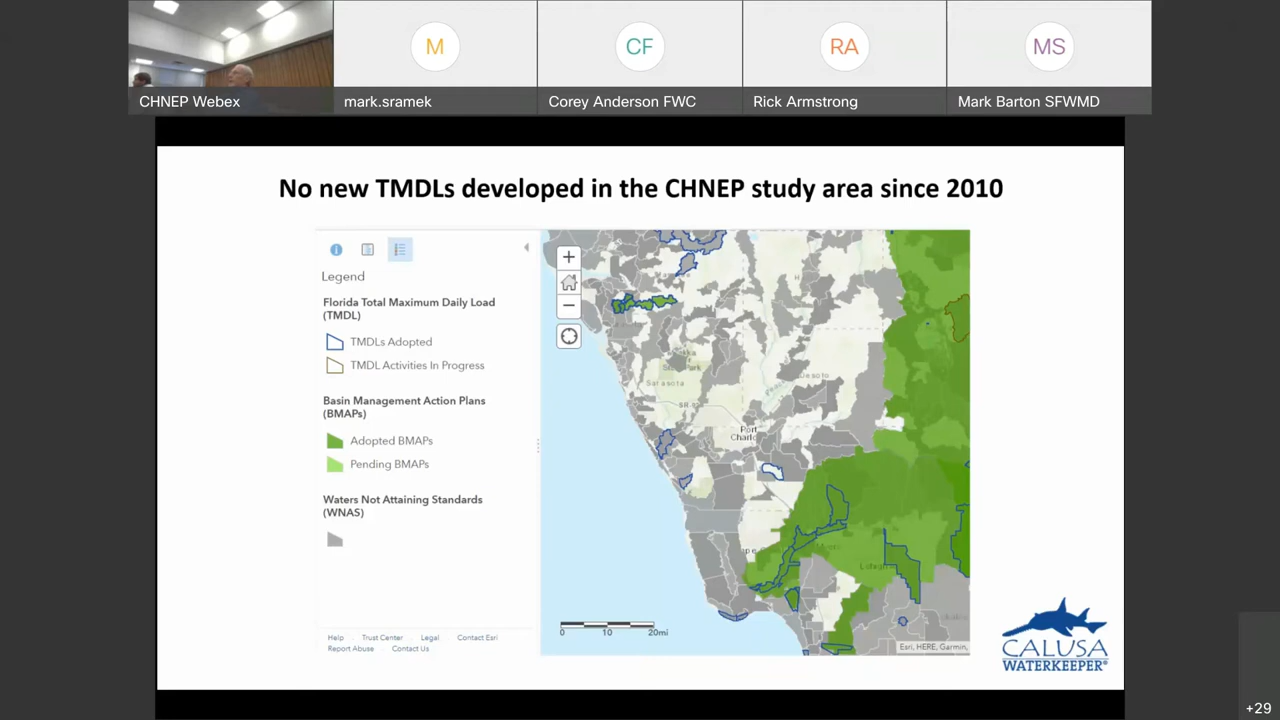 M
CF
RA
MS
CHNEP Webex
mark.sramek
Corey Anderson FWC
Rick Armstrong
Mark Barton SFWMD
No new TMDLs developed in the CHNEP study area since 2010
Legend
Florida Total Maximum Daily Load
(TMDL)
TMDLs Adopted
TMDL Activities In Progress
Basin Management Action Plans
(BMAPs)
Adopted BMAPs
Pending BMAPs
Waters Not Attaining Standards
(WNAS)
Help
Trust Center
Legal
Contact Esri
Report Abuse
Contact Us
Sarasota
SR-
Desoto
Port
0
10
20mi
Esri, HERE, Garmin,
CALUSA
WATERKEEPER®
+29